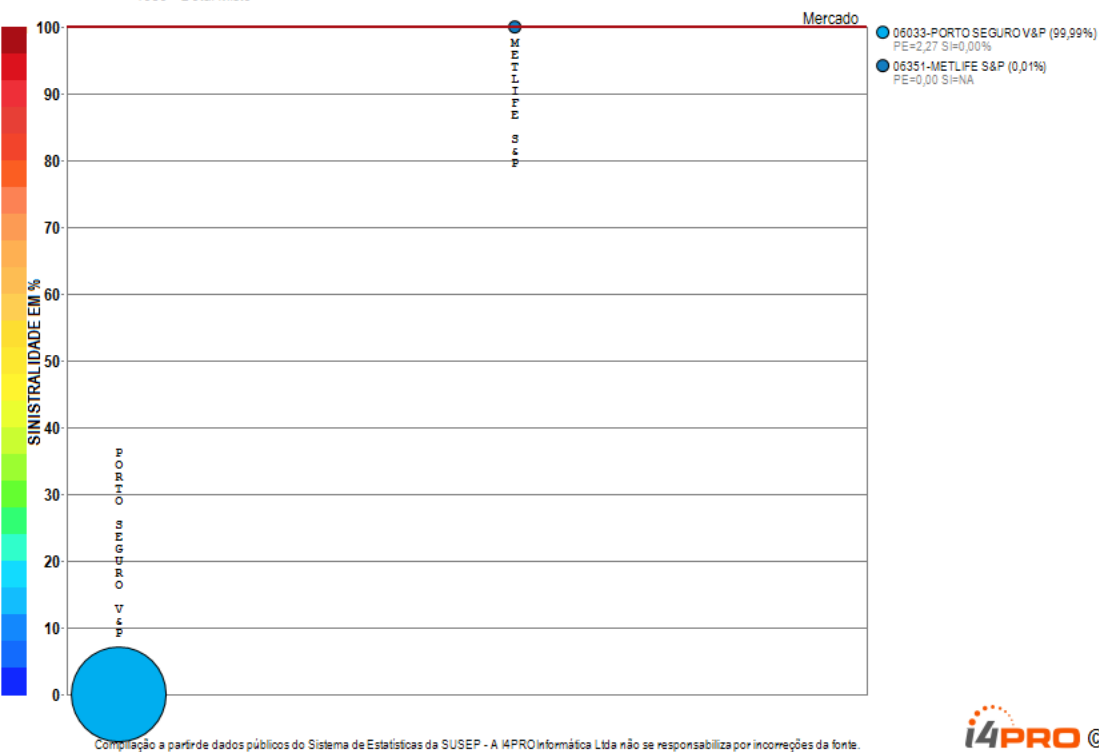 Mercado
100
90
80
70
60
50
40
30
20
10
0
SINISTRALIDADE EM %
METLIFE S&P
PORTO SEGURO V&P
06033-PORTO SEGURO V&P (99,99%)
PE=2,27 SI=0,00%
06351-METLIFE S&P (0,01%)
PE=0,00 SI=NA
Compilação a partir de dados públicos do Sistema de Estatísticas da SUSEP - A I4PRO Informática Ltda não se responsabiliza por incorreções da fonte.
i4PRO ©